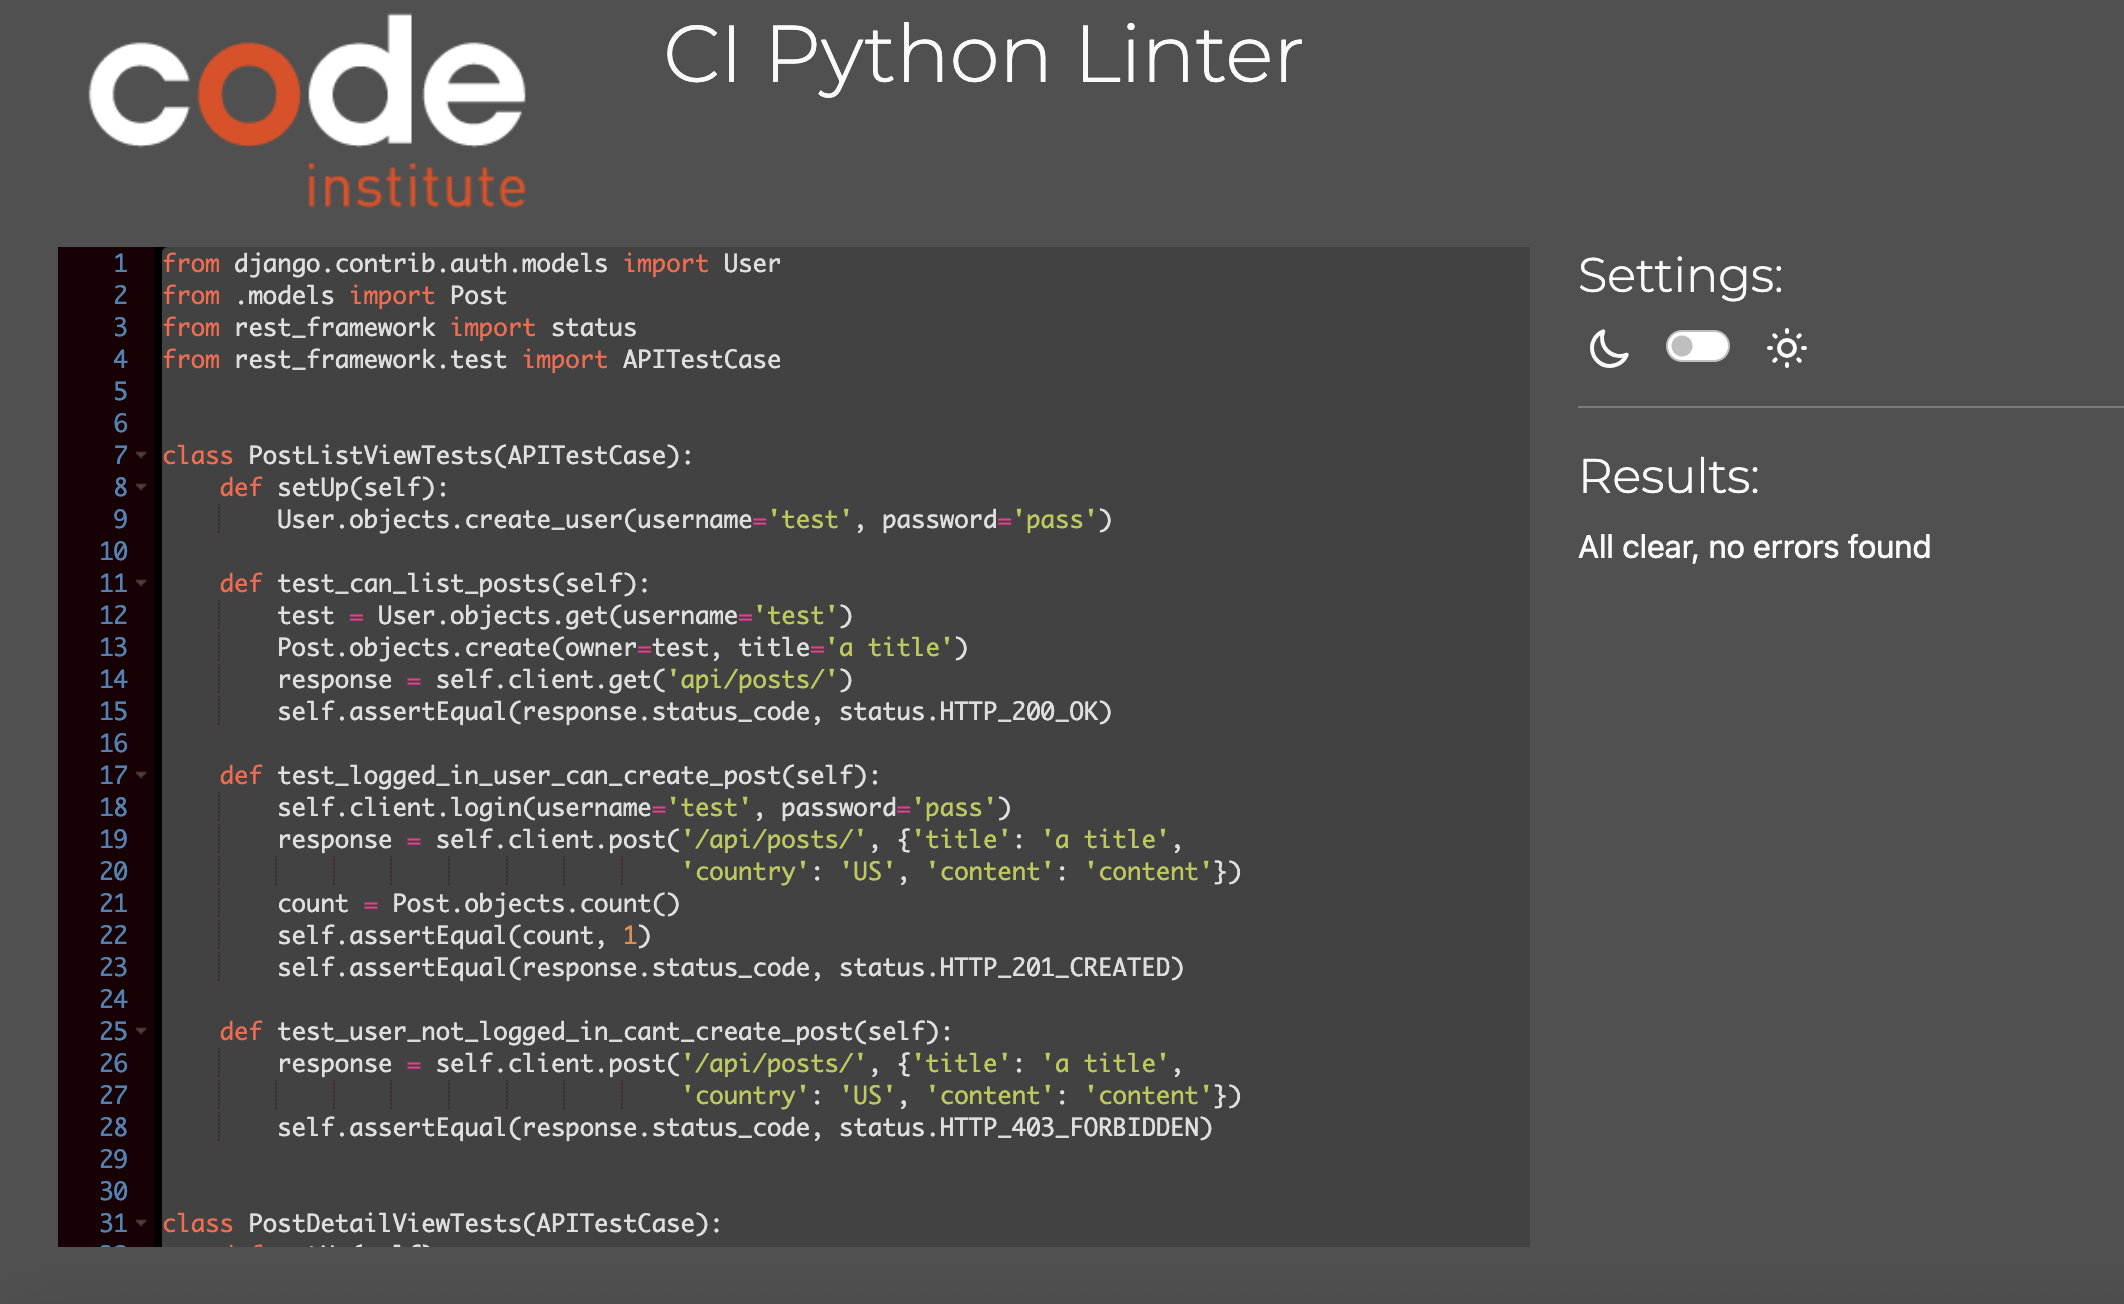 code
institute
CI Python Linter
1 from django.contrib.auth.models import User
2 from .models import Post
3 from rest_framework import status
4 from rest_framework.test import APITestCase
5
6
7 class PostListViewTests(APITestCase):
8     def setUp(self):
9         User.objects.create_user(username='test', password='pass')
10
11     def test_can_list_posts(self):
12         test = User.objects.get(username='test')
13         Post.objects.create(owner=test, title='a title')
14         response = self.client.get('api/posts/')
15         self.assertEqual(response.status_code, status.HTTP_200_OK)
16
17     def test_logged_in_user_can_create_post(self):
18         self.client.login(username='test', password='pass')
19         response = self.client.post('/api/posts/', {'title': 'a title',
20                                     'country': 'US', 'content': 'content'})
21         count = Post.objects.count()
22         self.assertEqual(count, 1)
23         self.assertEqual(response.status_code, status.HTTP_201_CREATED)
24
25     def test_user_not_logged_in_cant_create_post(self):
26         response = self.client.post('/api/posts/', {'title': 'a title',
27                                     'country': 'US', 'content': 'content'})
28         self.assertEqual(response.status_code, status.HTTP_403_FORBIDDEN)
29
30
31 class PostDetailViewTests(APITestCase):
Settings:
Results:
All clear, no errors found